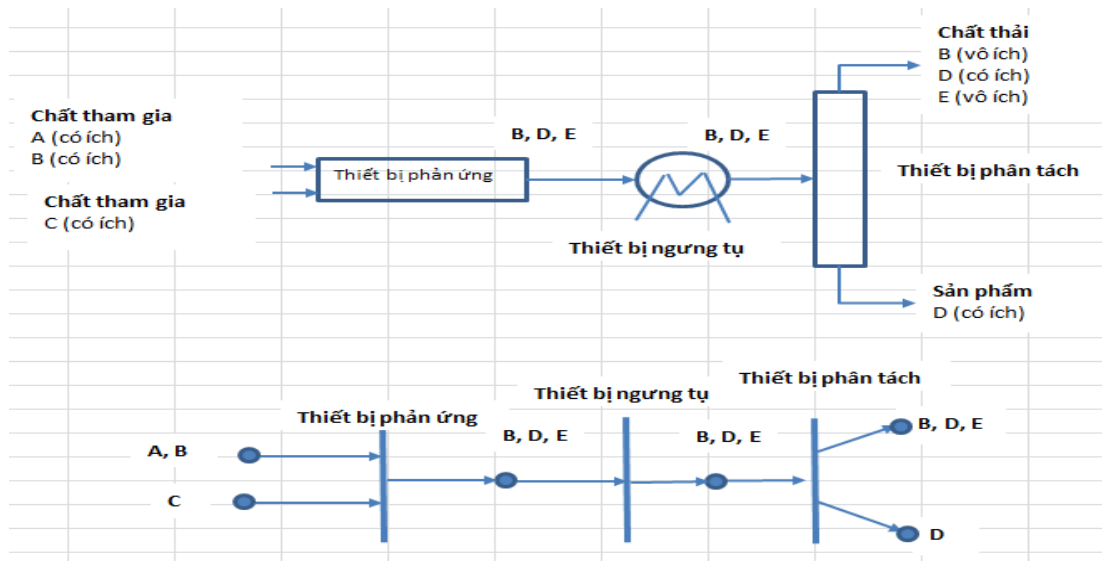 Chất thải
B (vô ích)
D (có ích)
E (vô ích)
Chất tham gia
A (có ích)
B (có ích)
B, D, E
B, D, E
Thiết bị phản ứng
Thiết bị phân tách
Chất tham gia
C (có ích)
Thiết bị ngưng tụ
Sản phẩm
D (có ích)
Thiết bị phân tách
Thiết bị ngưng tụ
Thiết bị phản ứng
B, D, E
B, D, E
B, D, E
A, B
C
D